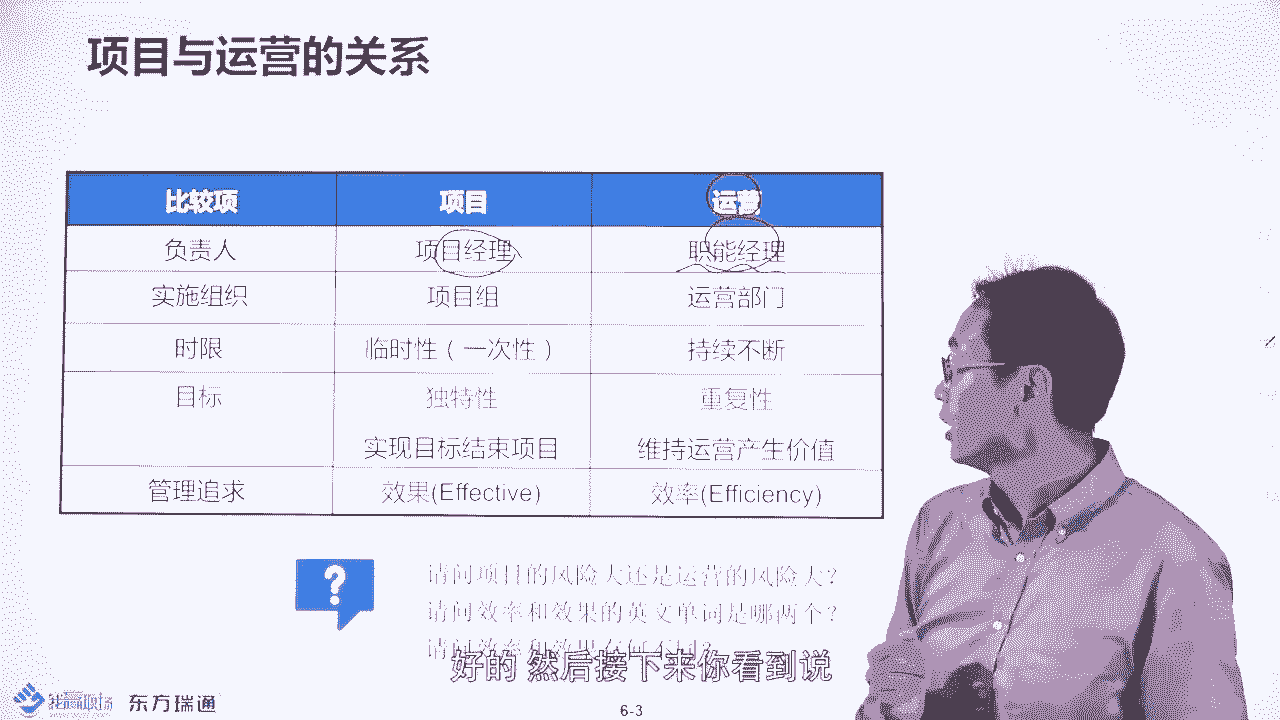 项目与运营的关系
比较项 项目 运营
负责人 项目经理 职能经理
实施组织 项目组 运营部门
时限 临时性（一次性） 持续不断
目标 独特性 重复性
实现目标结束项目 维持运营产生价值
管理追求 效果(Effective) 效率(Efficiency)
?
请问项目的风险大还是运营的风险大?
请问效率和效果的英文单词是哪两个?
请问效率和效果有何不同?
好的 然后接下来你看到说
东方瑞通
6-3